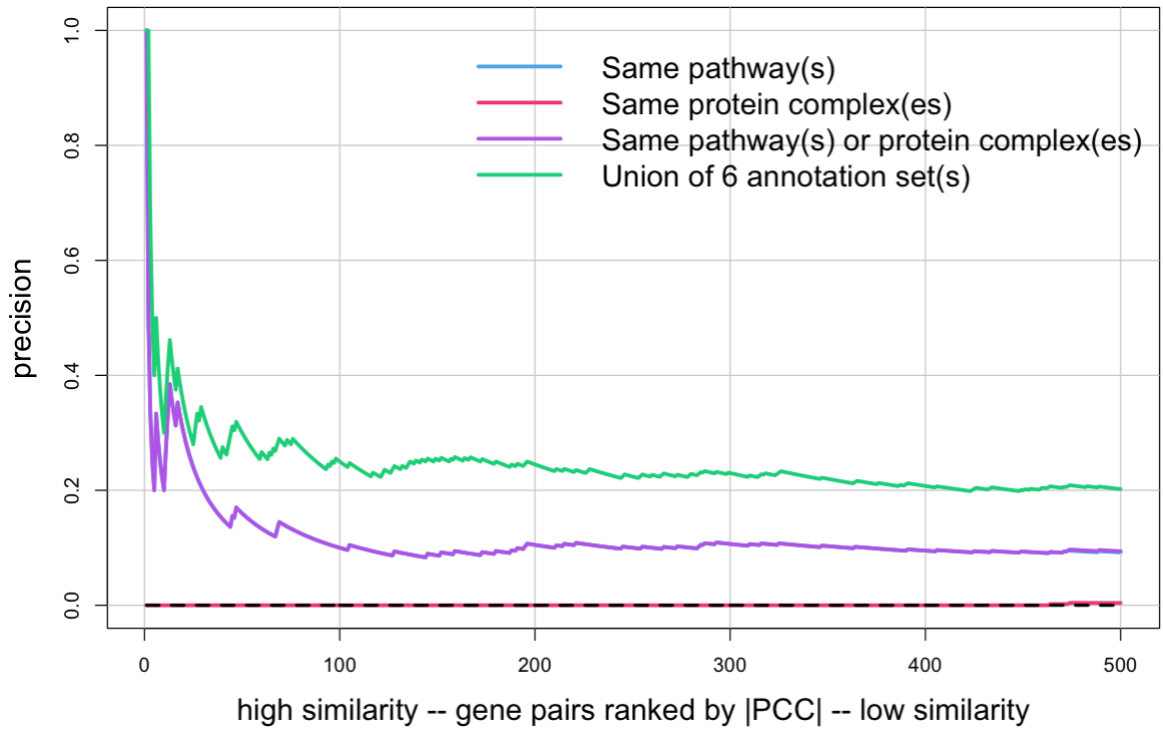 1.0
0.8
0.6
0.4
0.2
0.0
precision
Same pathway(s)
Same protein complex(es)
Same pathway(s) or protein complex(es)
Union of 6 annotation set(s)
0 100 200 300 400 500
high similarity -- gene pairs ranked by |PCC| -- low similarity